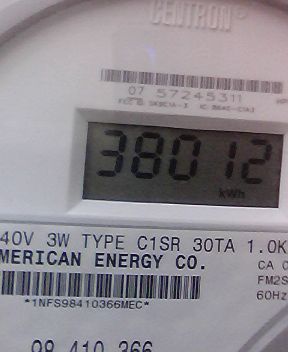 CENTRON®
07 57245311
38012
kWh
40V 3W TYPE C1SR 30TA 1.0K
MERICAN ENERGY CO.
CA 0
FM2S
60Hz
*1NFS98410366MEC*
98 410 366